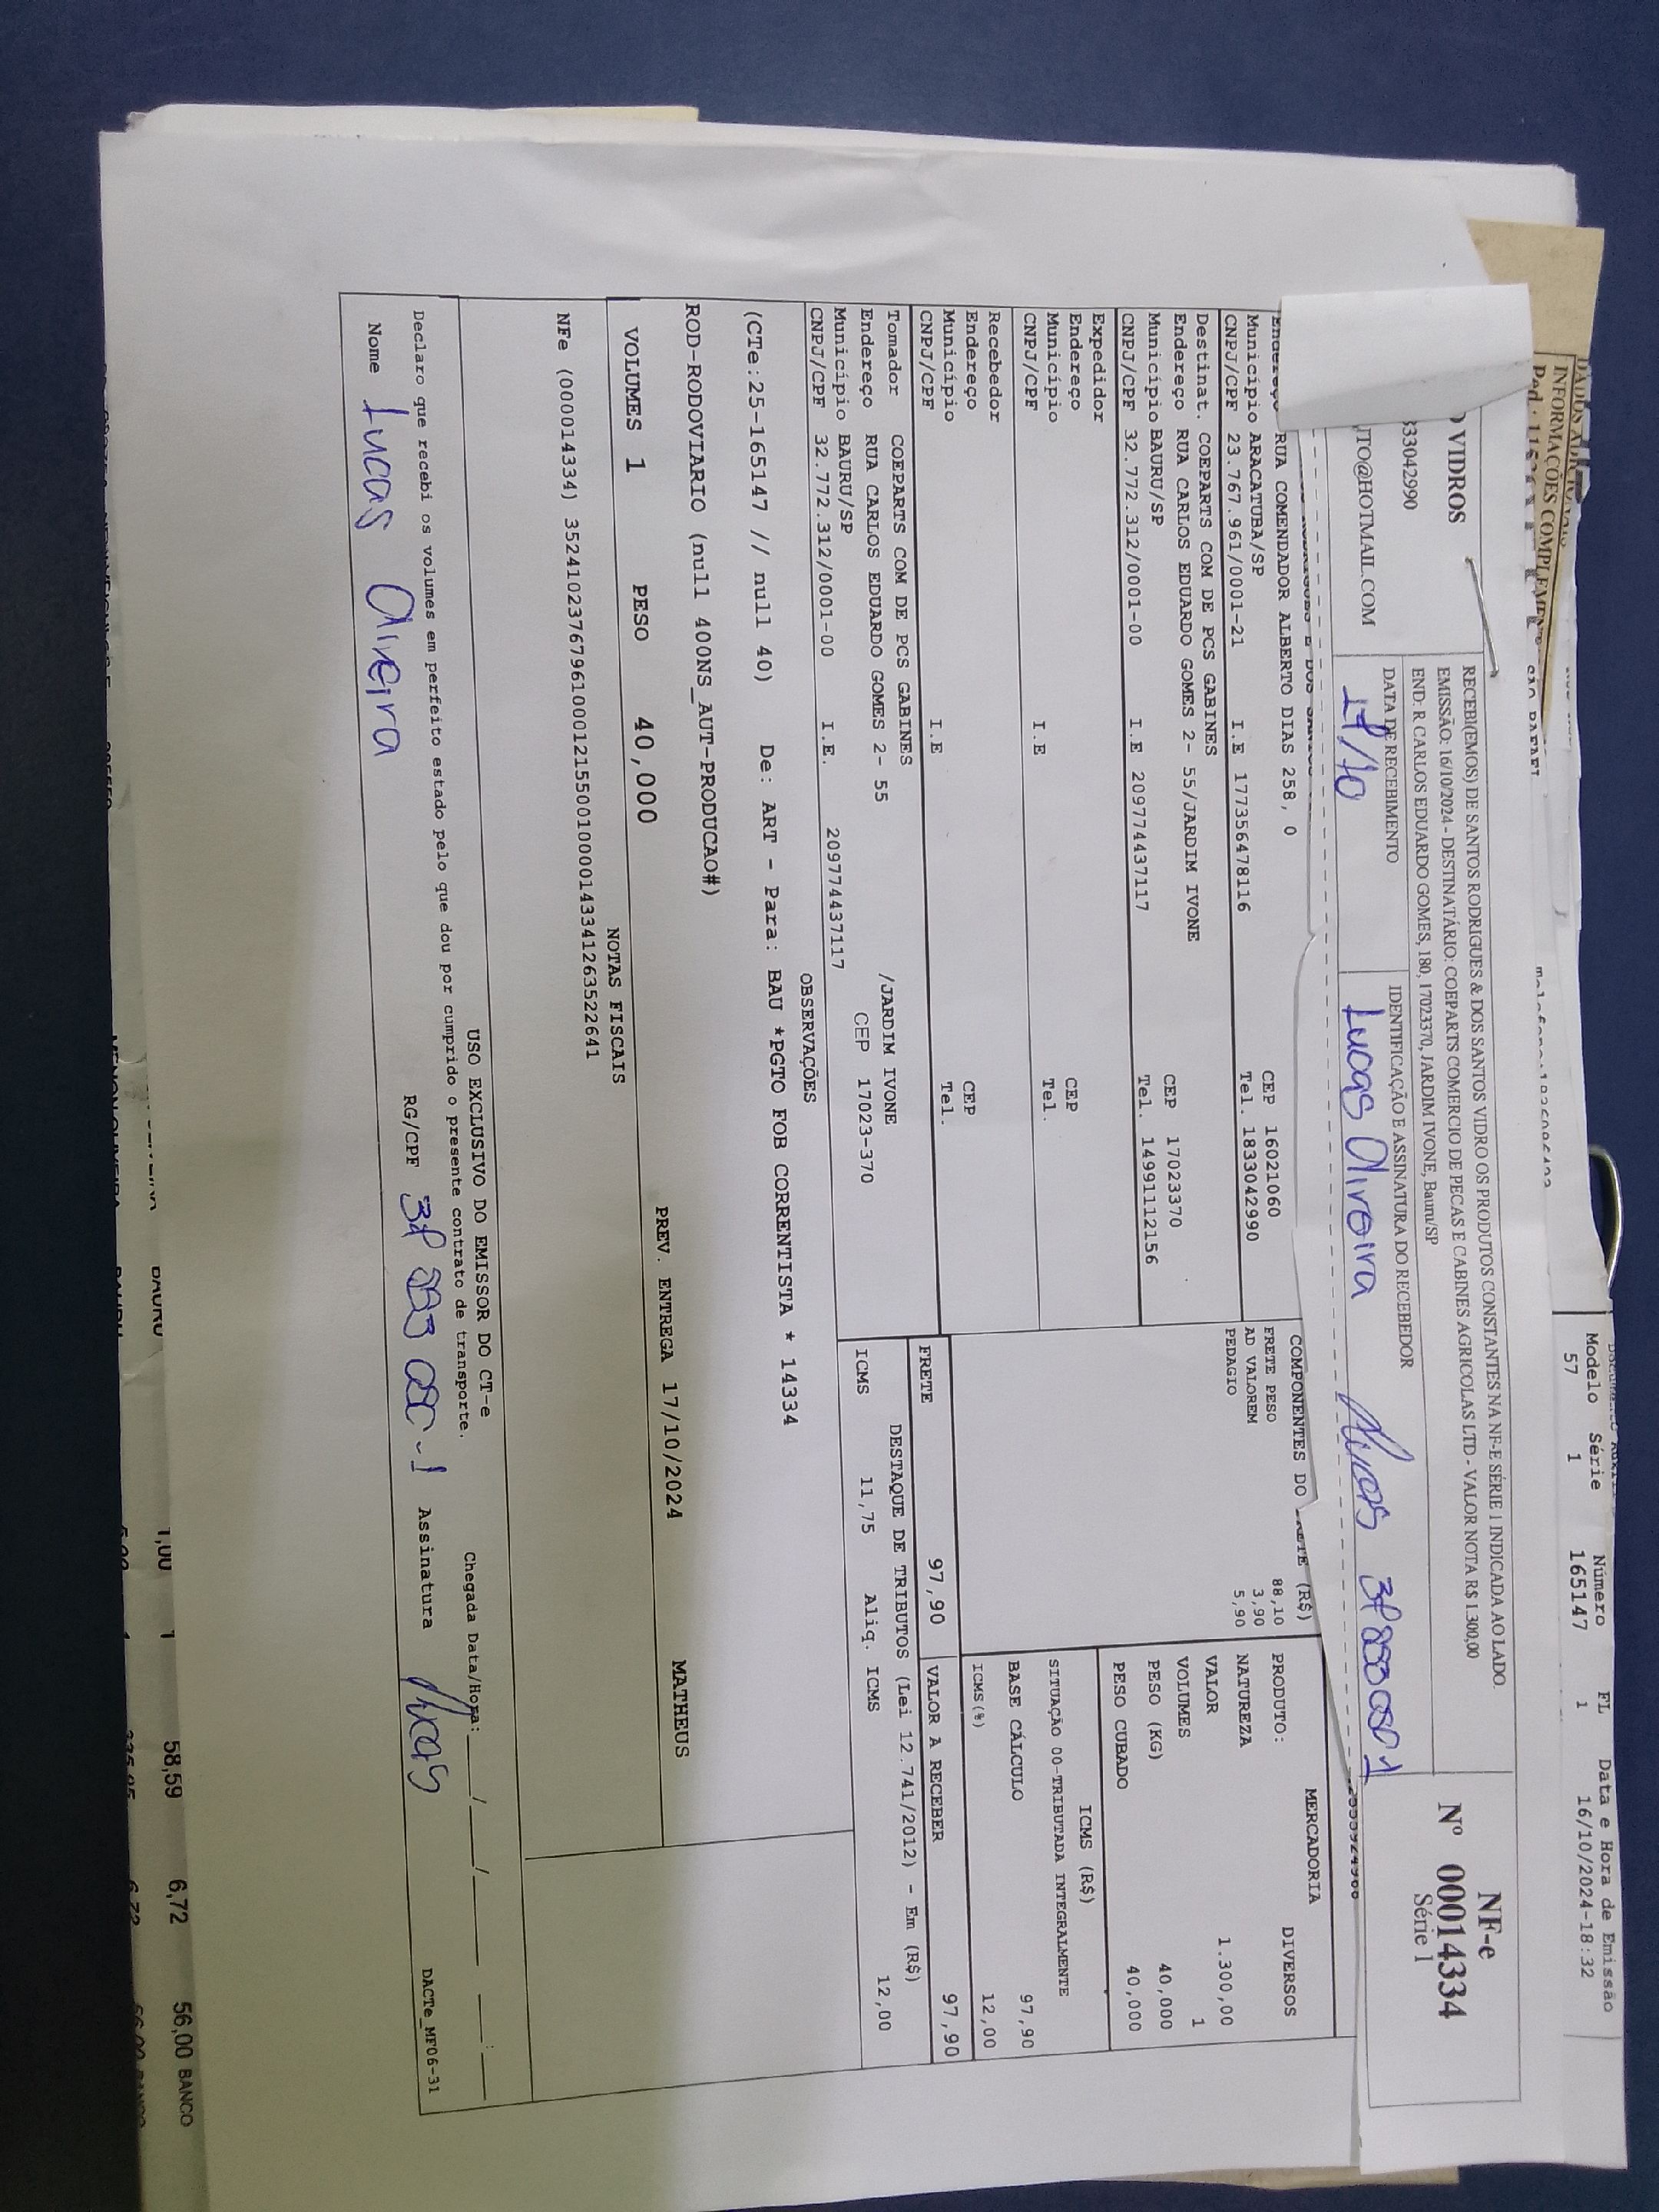 DADOS ADICIONAIS
INFORMAÇÕES COMPLEMENT
Modelo Série Número FL Data e Hora de Emissão
57 1 165147 1 16/10/2024-18:32
VIDROS
33042990
TO@HOTMAIL.COM
RECEBI(EMOS) DE SANTOS RODRIGUES & DOS SANTOS VIDRO OS PRODUTOS CONSTANTES NA NF-E SÉRIE 1 INDICADA AO LADO.
EMISSÃO: 16/10/2024 - DESTINATÁRIO: COEPARTS COMERCIO DE PECAS E CABINES AGRICOLAS LTD - VALOR NOTA R$ 1.300,00
END: R CARLOS EDUARDO GOMES, 180, 17023370, JARDIM IVONE, Bauru/SP
DATA DE RECEBIMENTO
17/10
IDENTIFICAÇÃO E ASSINATURA DO RECEBEDOR
Lucas Oliveira Lucas
NF-e
Nº 00014334
Série 1
Endereço RUA COMENDADOR ALBERTO DIAS 258, 0 CEP 16021060
Município ARACATUBA/SP Tel. 1833042990
CNPJ/CPF 23.767.961/0001-21 I.E 177356478116
Destinat. COEPARTS COM DE PCS GABINES
Endereço RUA CARLOS EDUARDO GOMES 2- 55/JARDIM IVONE CEP 17023370
Município BAURU/SP Tel. 14991112156
CNPJ/CPF 32.772.312/0001-00 I.E 209774437117
Expedidor
Endereço CEP
Município Tel.
CNPJ/CPF I.E
Recebedor
Endereço CEP
Município Tel.
CNPJ/CPF I.E
Tomador COEPARTS COM DE PCS GABINES
Endereço RUA CARLOS EDUARDO GOMES 2- 55 /JARDIM IVONE
Município BAURU/SP CEP 17023-370
CNPJ/CPF 32.772.312/0001-00 I.E. 209774437117
COMPONENTES DO FRETE (R$)
FRETE PESO 88,10
AD VALOREM 3,90
PEDAGIO 5,90
FRETE 97,90
MERCADORIA
PRODUTO: DIVERSOS
NATUREZA
VALOR 1.300,00
VOLUMES 1
PESO (KG) 40,000
PESO CUBADO 40,000
ICMS (R$)
SITUAÇÃO 00-TRIBUTADA INTEGRALMENTE
BASE CÁLCULO 97,90
ICMS(%) 12,00
VALOR A RECEBER 97,90
DESTAQUE DE TRIBUTOS (Lei 12.741/2012) - Em (R$)
ICMS 11,75 Aliq. ICMS 12,00
OBSERVAÇÕES
(CTe:25-165147 // null 40) De: ART - Para: BAU *PGTO FOB CORRENTISTA * 14334
ROD-RODOVIARIO (null 400NS_AUT-PRODUCAO#)
VOLUMES 1 PESO 40,000 PREV. ENTREGA 17/10/2024 MATHEUS
NOTAS FISCAIS
NFe (000014334) 35241023767961000121550010000143341263522641
USO EXCLUSIVO DO EMISSOR DO CT-e
Declaro que recebi os volumes em perfeito estado pelo que dou por cumprido o presente contrato de transporte. Chegada Data/Hora: ___/___/___ __:__
Nome Lucas Oliveira RG/CPF Assinatura Lucas
DACTe_MF06-31
1,00 1 58,59 6,72 56,00 BANCO